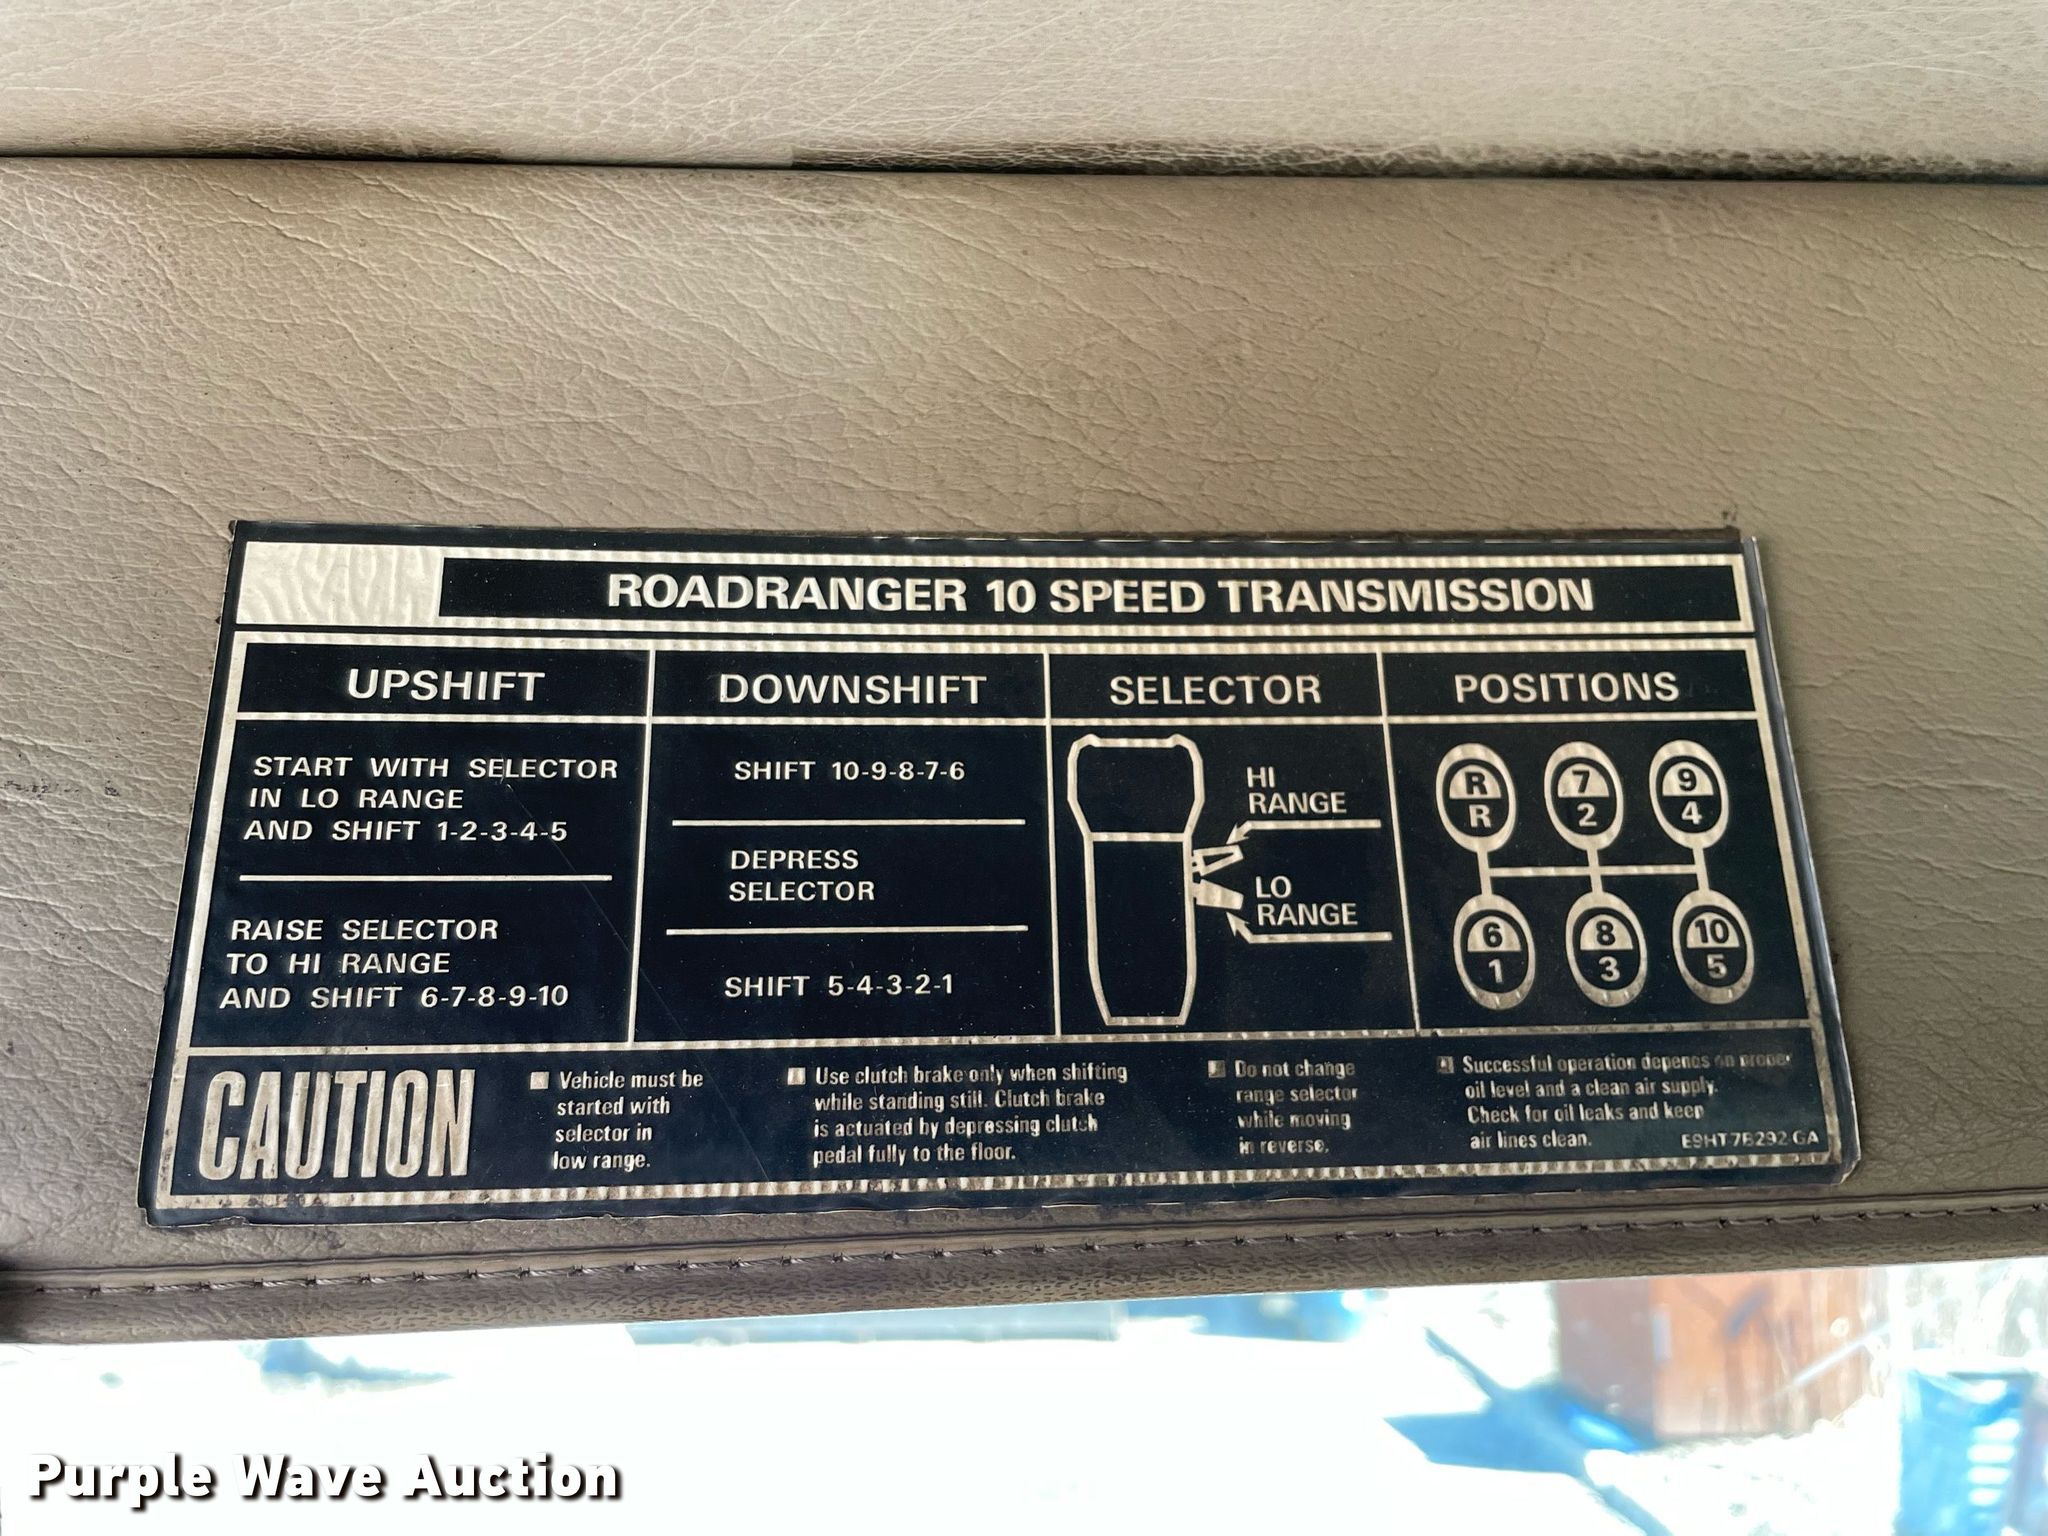 ROADRANGER 10 SPEED TRANSMISSION
UPSHIFT
START WITH SELECTOR
IN LO RANGE
AND SHIFT 1-2-3-4-5
RAISE SELECTOR
TO HI RANGE
AND SHIFT 6-7-8-9-10
DOWNSHIFT
SHIFT 10-9-8-7-6
DEPRESS
SELECTOR
SHIFT 5-4-3-2-1
SELECTOR
HI
RANGE
LO
RANGE
POSITIONS
R 7 9
R 2 4
6 8 10
1 3 5
CAUTION
Vehicle must be
started with
selector in
low range.
Use clutch brake only when shifting
while standing still. Clutch brake
is actuated by depressing clutch
pedal fully to the floor.
Do not change
range selector
while moving
in reverse.
Successful operation depends on proper
oil level and a clean air supply.
Check for oil leaks and keep
air lines clean.
E9HT-7B292-GA
Purple Wave Auction